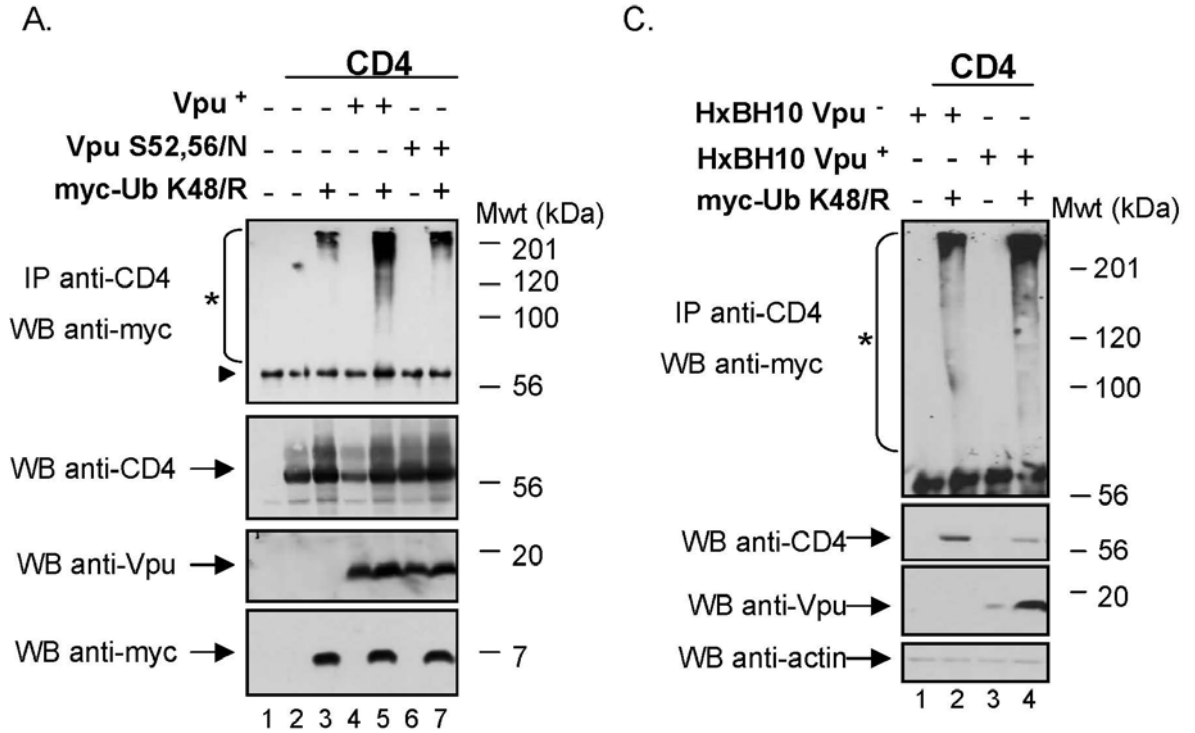 A.
CD4
Vpu + - - - + + - -
Vpu S52,56/N - - - - - + +
myc-Ub K48/R - - + - + - +
Mwt (kDa)
IP anti-CD4
WB anti-myc
*
201
120
100
56
WB anti-CD4
56
WB anti-Vpu
20
WB anti-myc
7
1 2 3 4 5 6 7
C.
CD4
HxBH10 Vpu - + + - -
HxBH10 Vpu + - - + +
myc-Ub K48/R - + - +
Mwt (kDa)
IP anti-CD4
WB anti-myc
*
201
120
100
56
WB anti-CD4
56
WB anti-Vpu
20
WB anti-actin
1 2 3 4